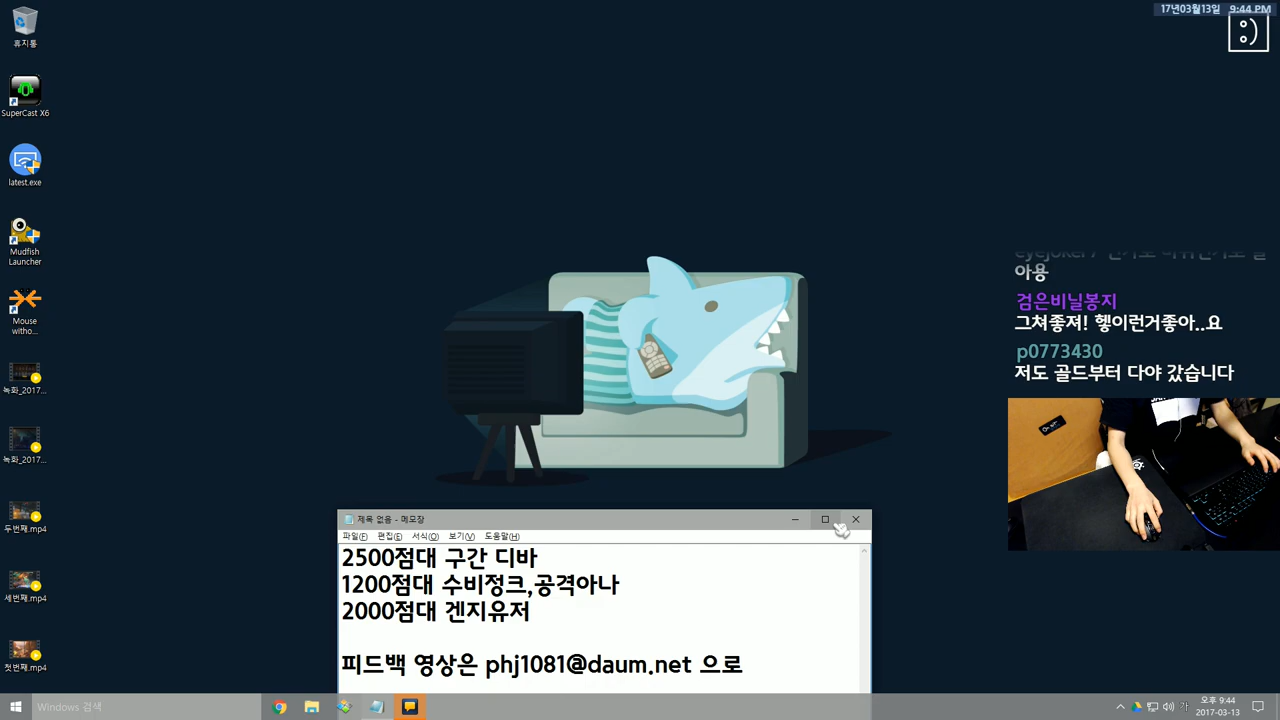 17년03월13일 9:44 PM
:)
휴지통
SuperCast X6
latest.exe
Mudfish
Launcher
Mouse
witho...
녹화_2017...
녹화_2017...
두번째.mp4
세번째.mp4
첫번째.mp4
아용
검은비닐봉지
그쳐좋져! 헿이런거좋아..요
p0773430
저도 골드부터 다야 갔습니다
제목 없음 - 메모장
파일(F) 편집(E) 서식(O) 보기(V) 도움말(H)
2500점대 구간 디바
1200점대 수비정크,공격아나
2000점대 겐지유저
피드백 영상은 phj1081@daum.net 으로
Windows 검색
가
오후 9:44
2017-03-13